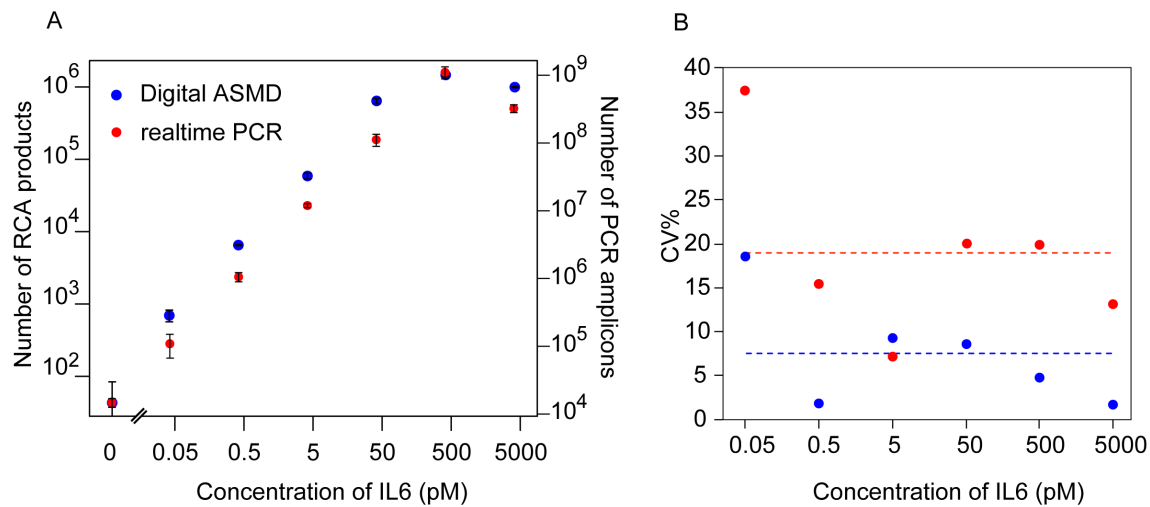 A
Number of RCA products
10^6
10^5
10^4
10^3
10^2
Digital ASMD
realtime PCR
10^9
10^8
10^7
10^6
10^5
10^4
Number of PCR amplicons
0 0.05 0.5 5 50 500 5000
Concentration of IL6 (pM)
B
CV%
40
35
30
25
20
15
10
5
0
0.05 0.5 5 50 500 5000
Concentration of IL6 (pM)